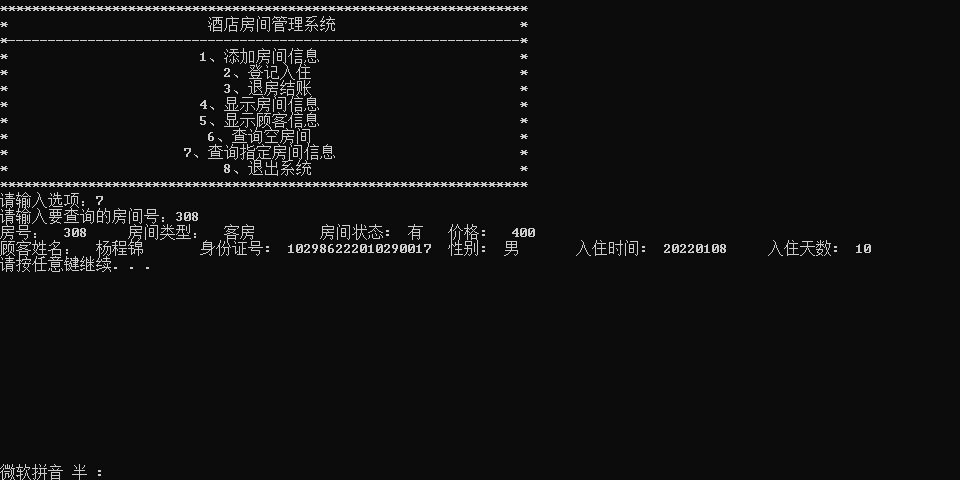 ******************************************************************
* 酒店房间管理系统 *
*----------------------------------------------------------------*
* 1、添加房间信息 *
* 2、登记入住 *
* 3、退房结账 *
* 4、显示房间信息 *
* 5、显示顾客信息 *
* 6、查询空房间 *
* 7、查询指定房间信息 *
* 8、退出系统 *
******************************************************************
请输入选项：7
请输入要查询的房间号：308
房号： 308 房间类型： 客房 房间状态： 有 价格： 400
顾客姓名： 杨程锦 身份证号： 102986222010290017 性别： 男 入住时间： 20220108 入住天数： 10
请按任意键继续. . .
微软拼音 半 ：